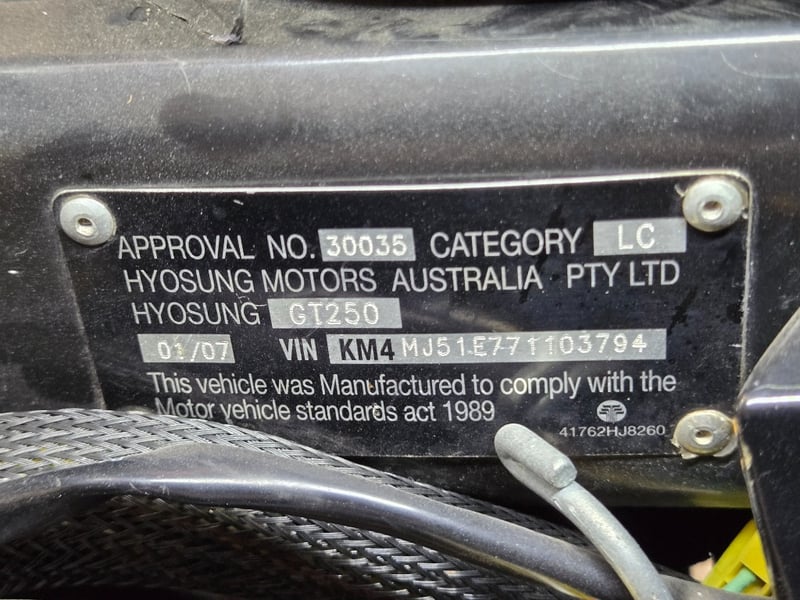 APPROVAL NO. 30035 CATEGORY LC
HYOSUNG MOTORS AUSTRALIA PTY LTD
HYOSUNG GT250
01/07 VIN KM4MJ51E771103794
This vehicle was Manufactured to comply with the
Motor vehicle standards act 1989
41762HJ8260